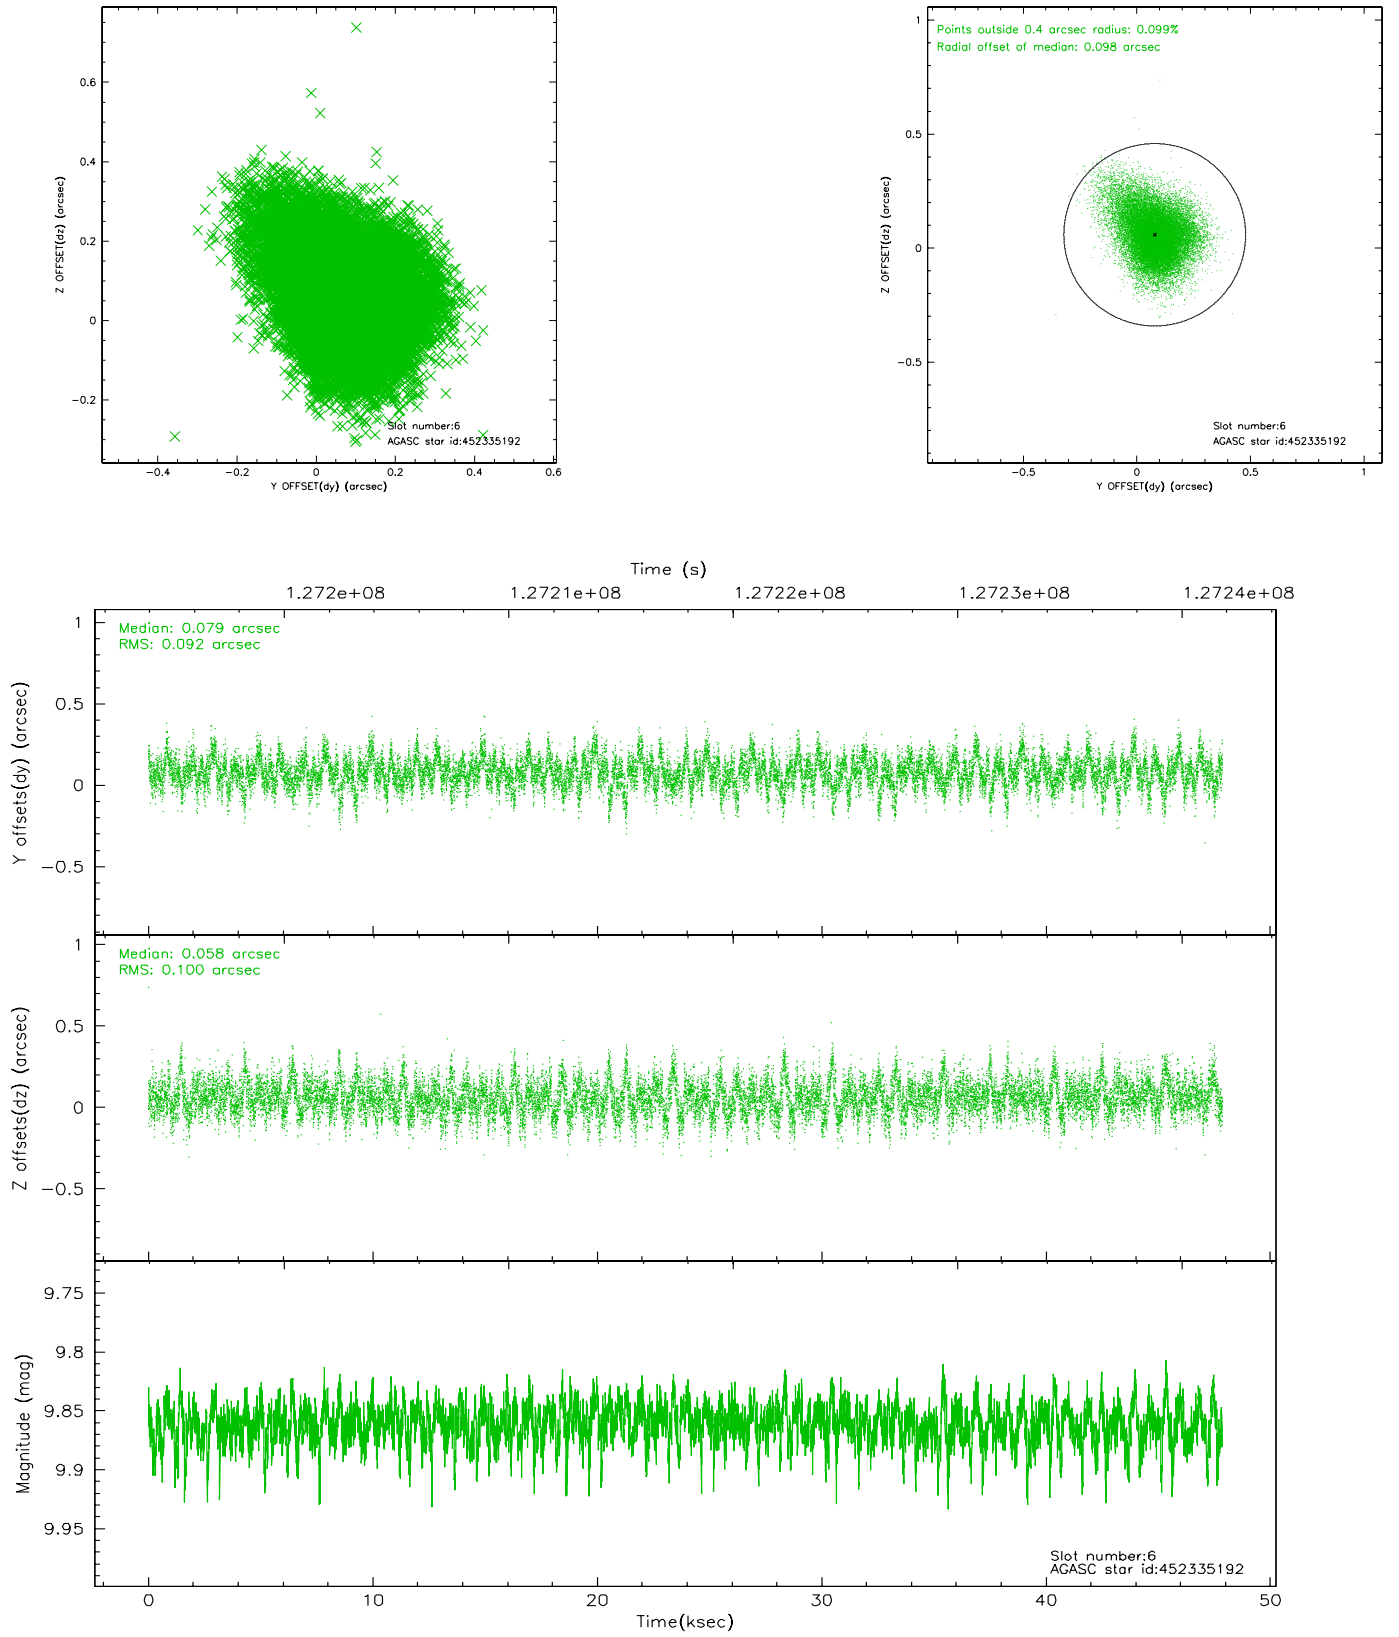 0.6
0.4
0.2
0
−0.2
Z OFFSET(dz) (arcsec)
Slot number:6
AGASC star id:452335192
−0.4 −0.2 0 0.2 0.4 0.6
Y OFFSET(dy) (arcsec)
Points outside 0.4 arcsec radius: 0.099%
Radial offset of median: 0.098 arcsec
1
0.5
0
−0.5
Z OFFSET(dz) (arcsec)
Slot number:6
AGASC star id:452335192
−0.5 0 0.5 1
Y OFFSET(dy) (arcsec)
Time (s)
1.272e+08 1.2721e+08 1.2722e+08 1.2723e+08 1.2724e+08
Median: 0.079 arcsec
RMS: 0.092 arcsec
1
0.5
0
−0.5
Y offsets(dy) (arcsec)
Median: 0.058 arcsec
RMS: 0.100 arcsec
1
0.5
0
−0.5
Z offsets(dz) (arcsec)
9.75
9.8
9.85
9.9
9.95
Magnitude (mag)
Slot number:6
AGASC star id:452335192
0 10 20 30 40 50
Time(ksec)